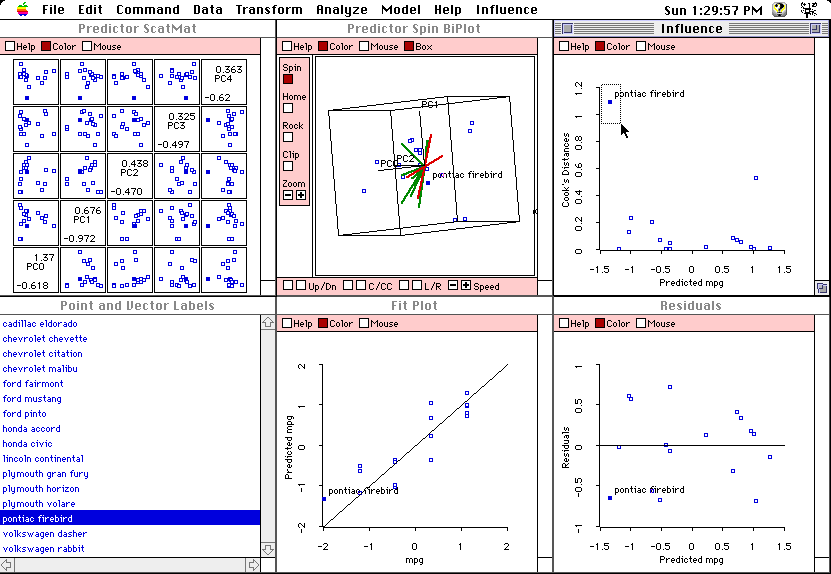 File Edit Command Data Transform Analyze Model Help Influence Sun 1:29:57 PM
Predictor ScatMat
Help Color Mouse
0.363
PC4
-0.62
0.325
PC3
-0.497
0.438
PC2
-0.470
0.676
PC1
-0.972
1.37
PC0
-0.618
Predictor Spin BiPlot
Help Color Mouse Box
Spin
Home
Rock
Clip
Zoom
PC1
PC2
PC0
pontiac firebird
Up/Dn C/CC L/R Speed
Influence
Help Color Mouse
pontiac firebird
Cook's Distances
1.2
1
0.8
0.6
0.4
0.2
0
-1.5 -1 -0.5 0 0.5 1 1.5
Predicted mpg
Point and Vector Labels
cadillac eldorado
chevrolet chevette
chevrolet citation
chevrolet malibu
ford fairmont
ford mustang
ford pinto
honda accord
honda civic
lincoln continental
plymouth gran fury
plymouth horizon
plymouth volare
pontiac firebird
volkswagen dasher
volkswagen rabbit
Fit Plot
Help Color Mouse
Predicted mpg
2
1
0
-1
-2
pontiac firebird
-2 -1 0 1 2
mpg
Residuals
Help Color Mouse
Residuals
1
0.5
0
-0.5
-1
pontiac firebird
-1.5 -1 -0.5 0 0.5 1 1.5
Predicted mpg